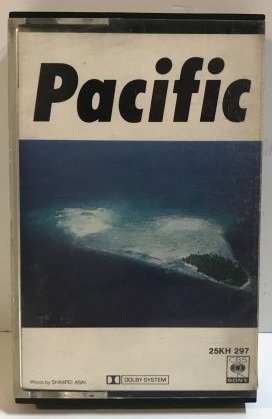 Pacific
25KH 297
Photo by SHINPEI ASAI
DOLBY SYSTEM
CBS
SONY